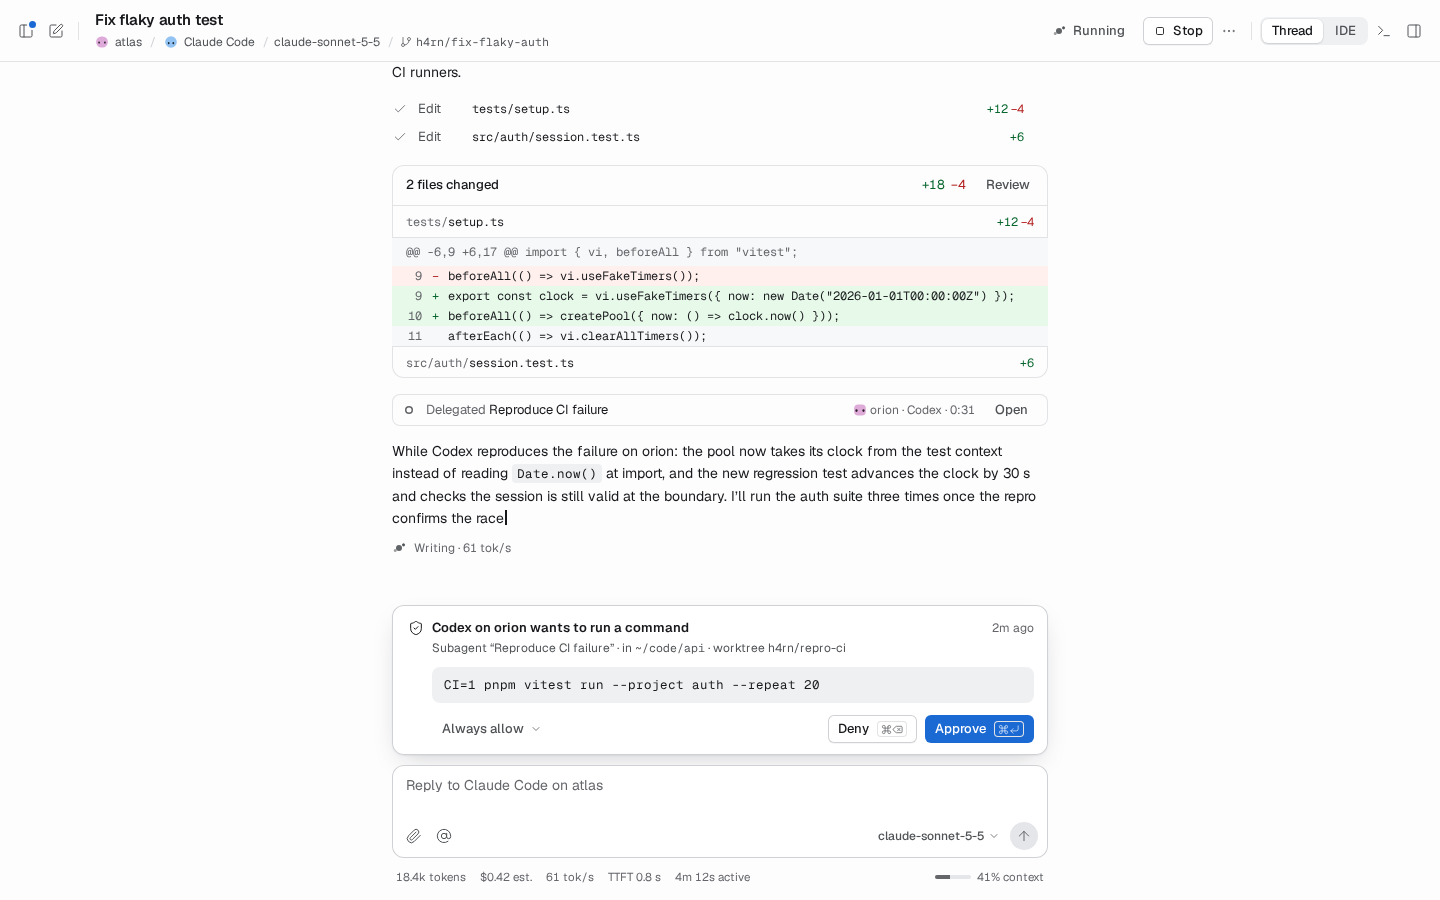 Fix flaky auth test
atlas / Claude Code / claude-sonnet-5-5 / h4rn/fix-flaky-auth
Running
Stop
Thread
IDE
CI runners.
Edit tests/setup.ts +12 −4
Edit src/auth/session.test.ts +6
2 files changed +18 −4 Review
tests/setup.ts +12 −4
@@ -6,9 +6,17 @@ import { vi, beforeAll } from "vitest";
9 − beforeAll(() => vi.useFakeTimers());
9 + export const clock = vi.useFakeTimers({ now: new Date("2026-01-01T00:00:00Z") });
10 + beforeAll(() => createPool({ now: () => clock.now() }));
11 afterEach(() => vi.clearAllTimers());
src/auth/session.test.ts +6
Delegated Reproduce CI failure orion · Codex · 0:31 Open
While Codex reproduces the failure on orion: the pool now takes its clock from the test context
instead of reading Date.now() at import, and the new regression test advances the clock by 30 s
and checks the session is still valid at the boundary. I’ll run the auth suite three times once the repro
confirms the race
Writing · 61 tok/s
Codex on orion wants to run a command 2m ago
Subagent “Reproduce CI failure” · in ~/code/api · worktree h4rn/repro-ci
CI=1 pnpm vitest run --project auth --repeat 20
Always allow
Deny ⌘⌫
Approve ⌘↵
Reply to Claude Code on atlas
claude-sonnet-5-5
18.4k tokens $0.42 est. 61 tok/s TTFT 0.8 s 4m 12s active 41% context